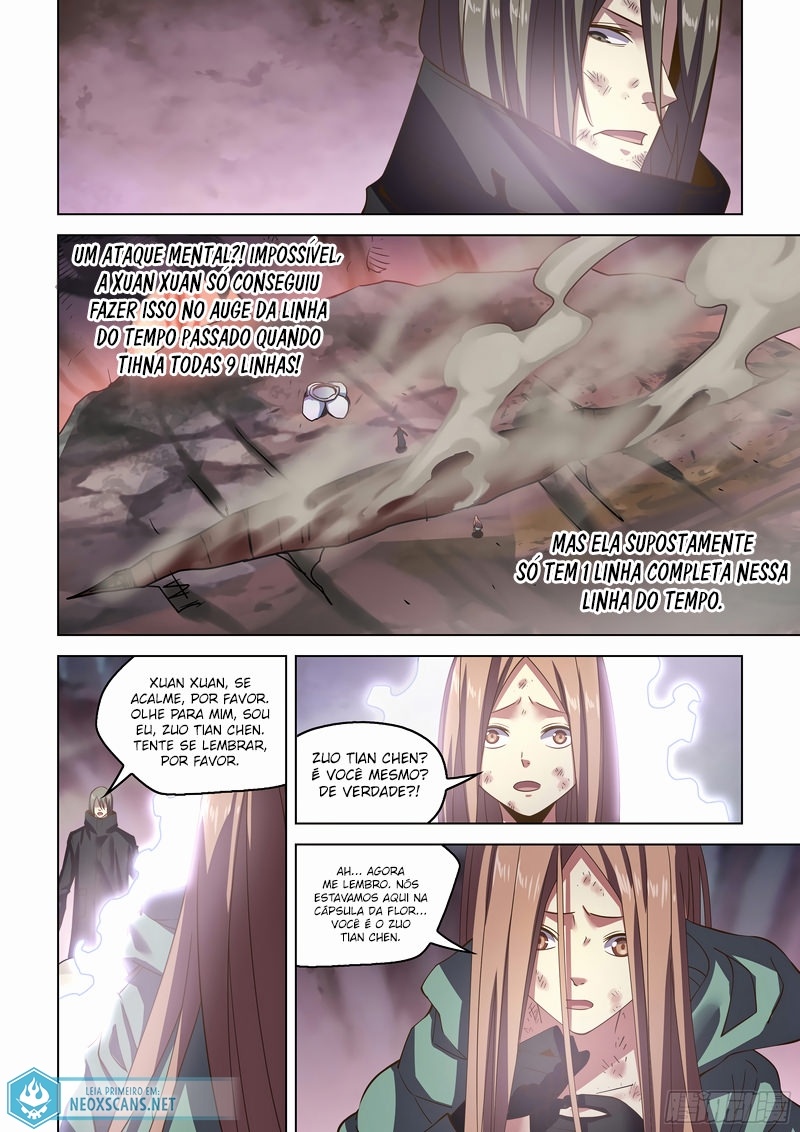 UM ATAQUE MENTAL?! IMPOSSÍVEL,
A XUAN XUAN SÓ CONSEGUIU
FAZER ISSO NO AUGE DA LINHA
DO TEMPO PASSADO QUANDO
TIHNA TODAS 9 LINHAS!
MAS ELA SUPOSTAMENTE
SÓ TEM 1 LINHA COMPLETA NESSA
LINHA DO TEMPO.
XUAN XUAN, SE
ACALME, POR FAVOR.
OLHE PARA MIM, SOU
EU, ZUO TIAN CHEN.
TENTE SE LEMBRAR,
POR FAVOR.
ZUO TIAN CHEN?
É VOCÊ MESMO?
DE VERDADE?!
AH... AGORA
ME LEMBRO. NÓS
ESTAVAMOS AQUI NA
CÁPSULA DA FLOR...
VOCÊ É O ZUO
TIAN CHEN.
LEIA PRIMEIRO EM:
NEOXSCANS.NET
腾讯动漫